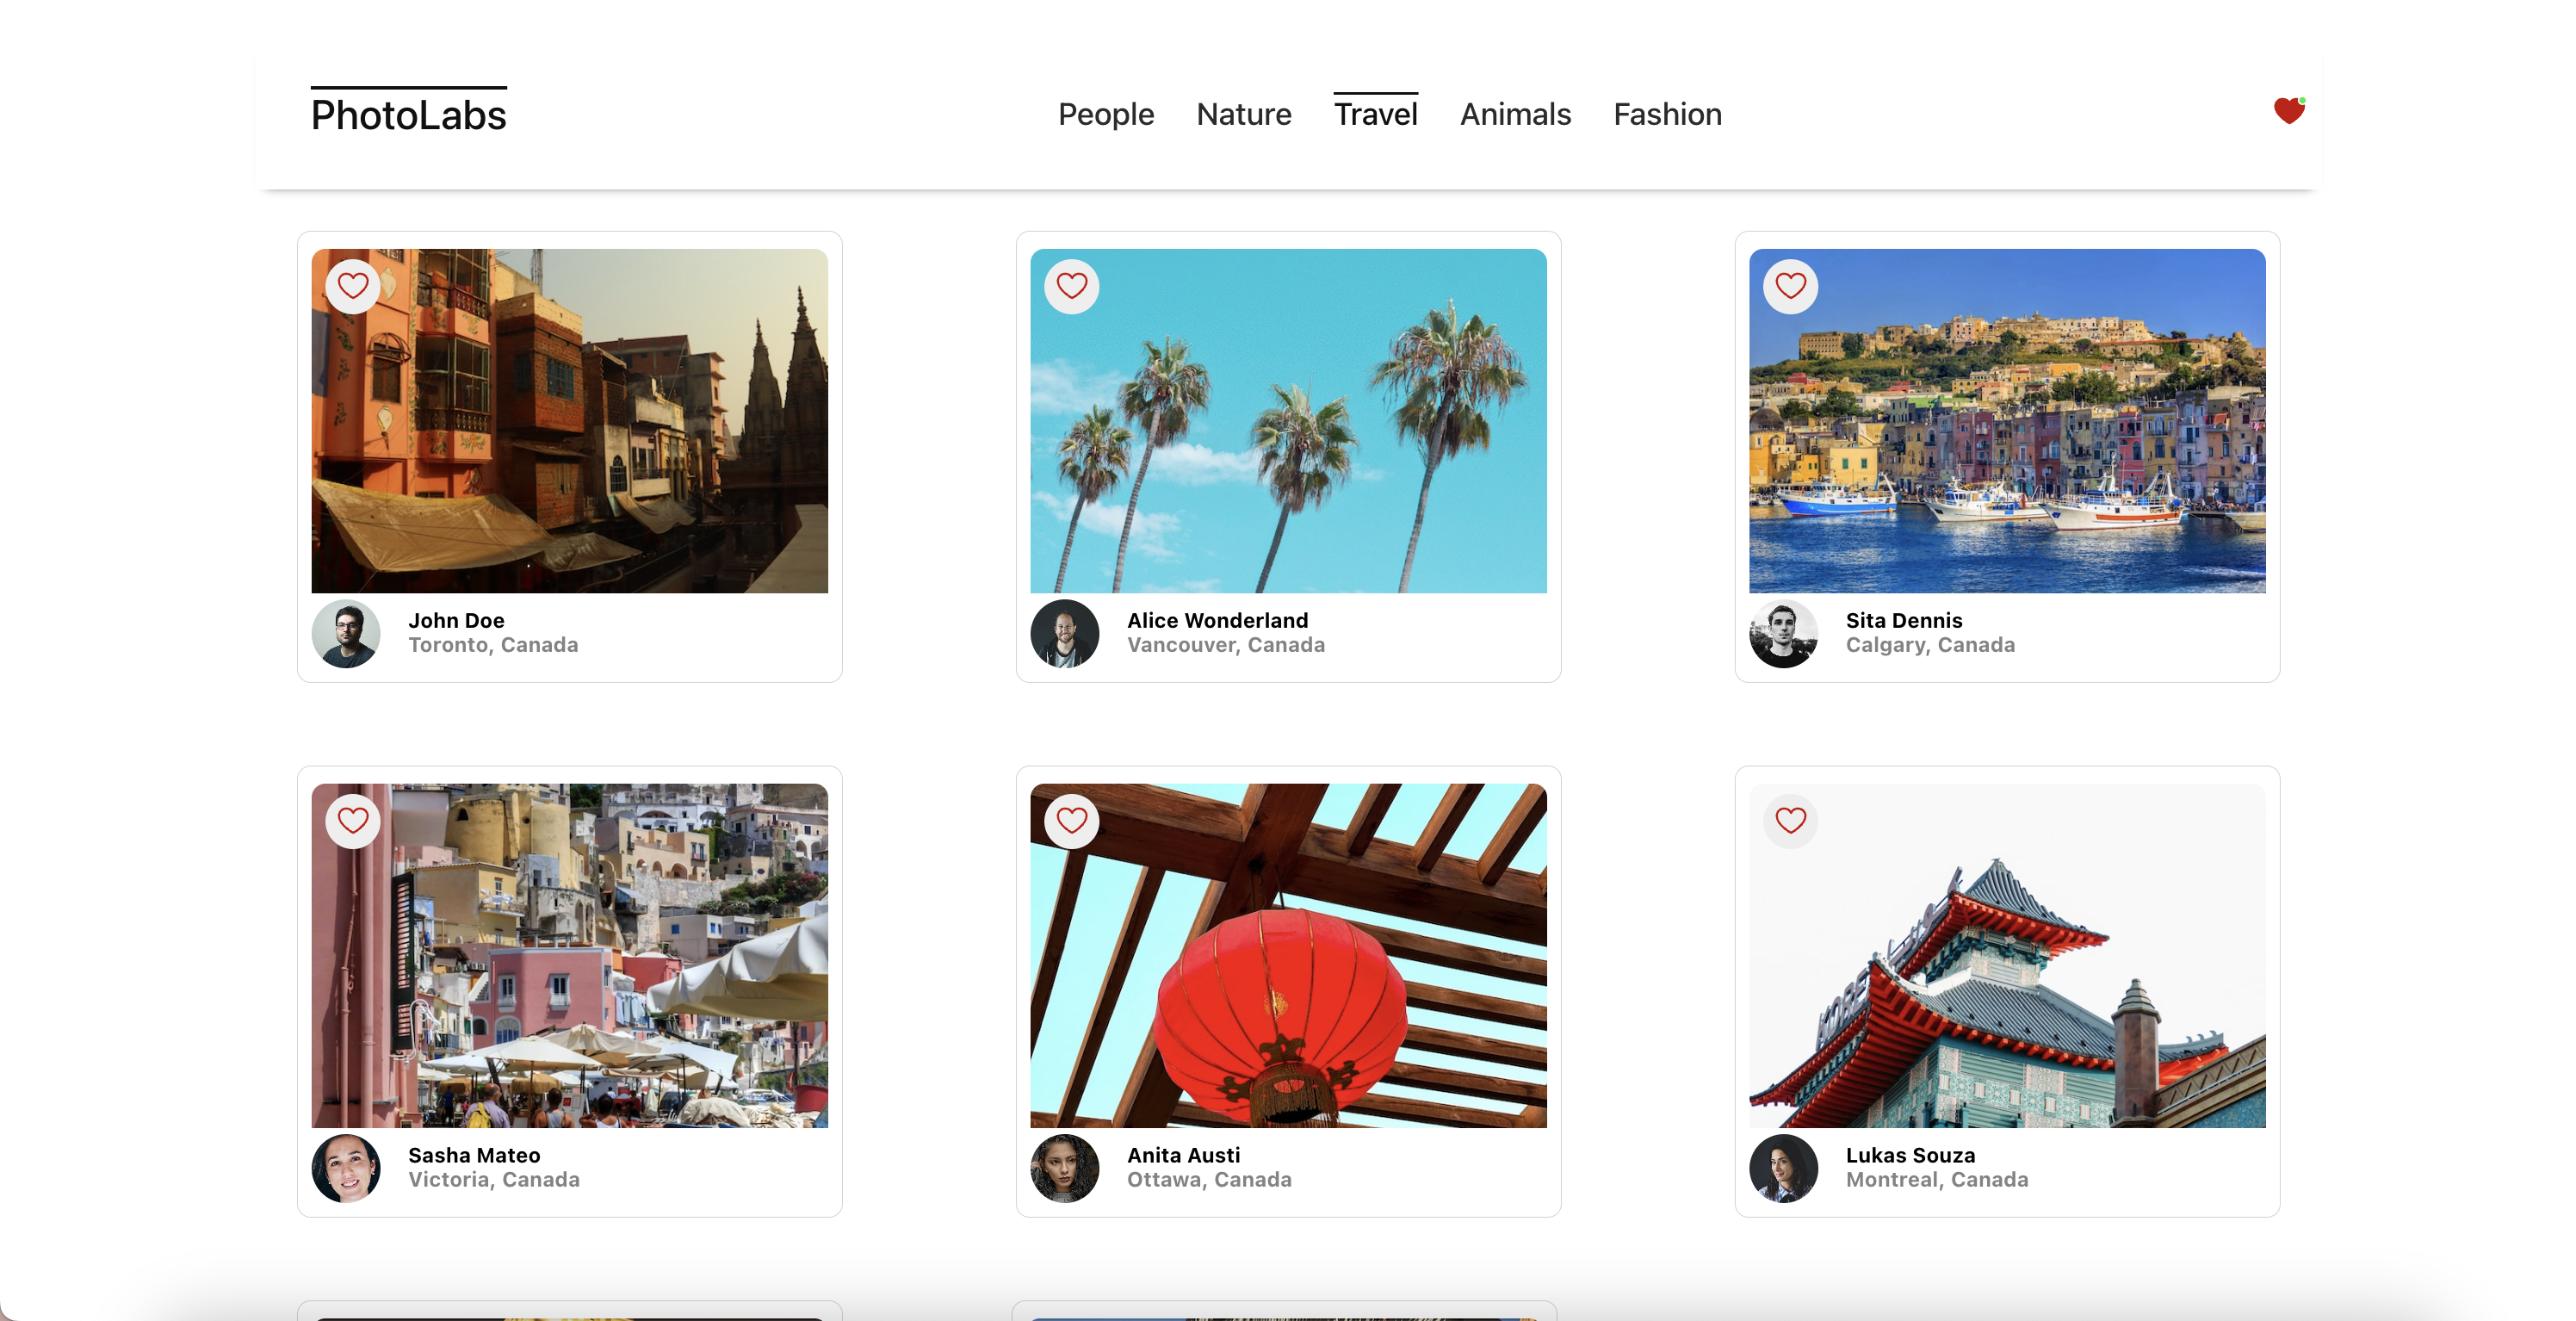 PhotoLabs
People Nature Travel Animals Fashion
John Doe
Toronto, Canada
Alice Wonderland
Vancouver, Canada
Sita Dennis
Calgary, Canada
Sasha Mateo
Victoria, Canada
Anita Austi
Ottawa, Canada
Lukas Souza
Montreal, Canada